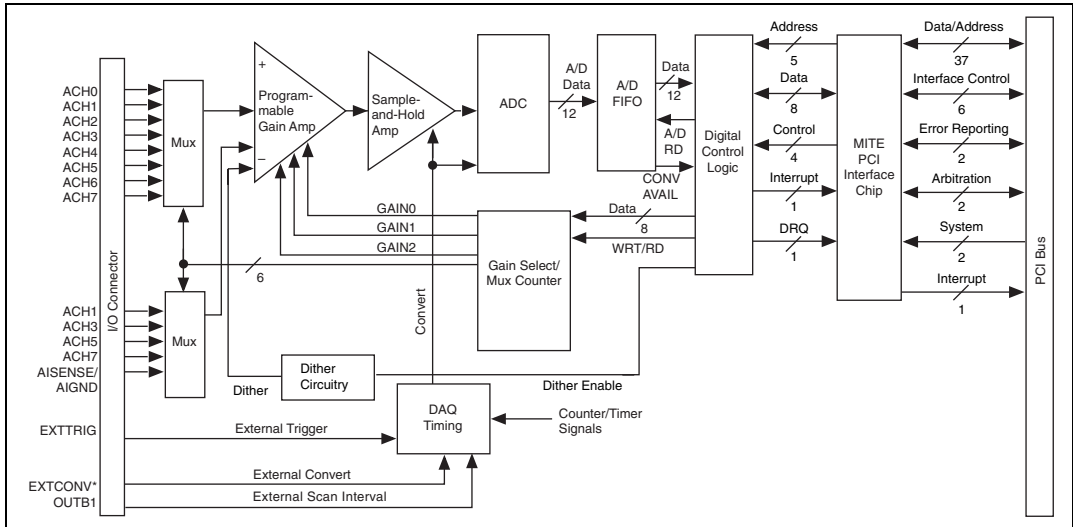 I/O Connector
ACH0
ACH1
ACH2
ACH3
ACH4
ACH5
ACH6
ACH7
Mux
ACH1
ACH3
ACH5
ACH7
AISENSE/
AIGND
Mux
EXTTRIG
EXTCONV*
OUTB1
+
Program-
mable
Gain Amp
–
Sample-
and-Hold
Amp
ADC
A/D
Data
12
A/D
FIFO
Data
12
A/D
RD
CONV
AVAIL
Digital
Control
Logic
Address
5
Data
8
Control
4
Interrupt
1
DRQ
1
MITE
PCI
Interface
Chip
Data/Address
37
Interface Control
6
Error Reporting
2
Arbitration
2
System
2
Interrupt
1
PCI Bus
GAIN0
GAIN1
GAIN2
6
Gain Select/
Mux Counter
Data
8
WRT/RD
Convert
Dither
Dither
Circuitry
Dither Enable
DAQ
Timing
Counter/Timer
Signals
External Trigger
External Convert
External Scan Interval